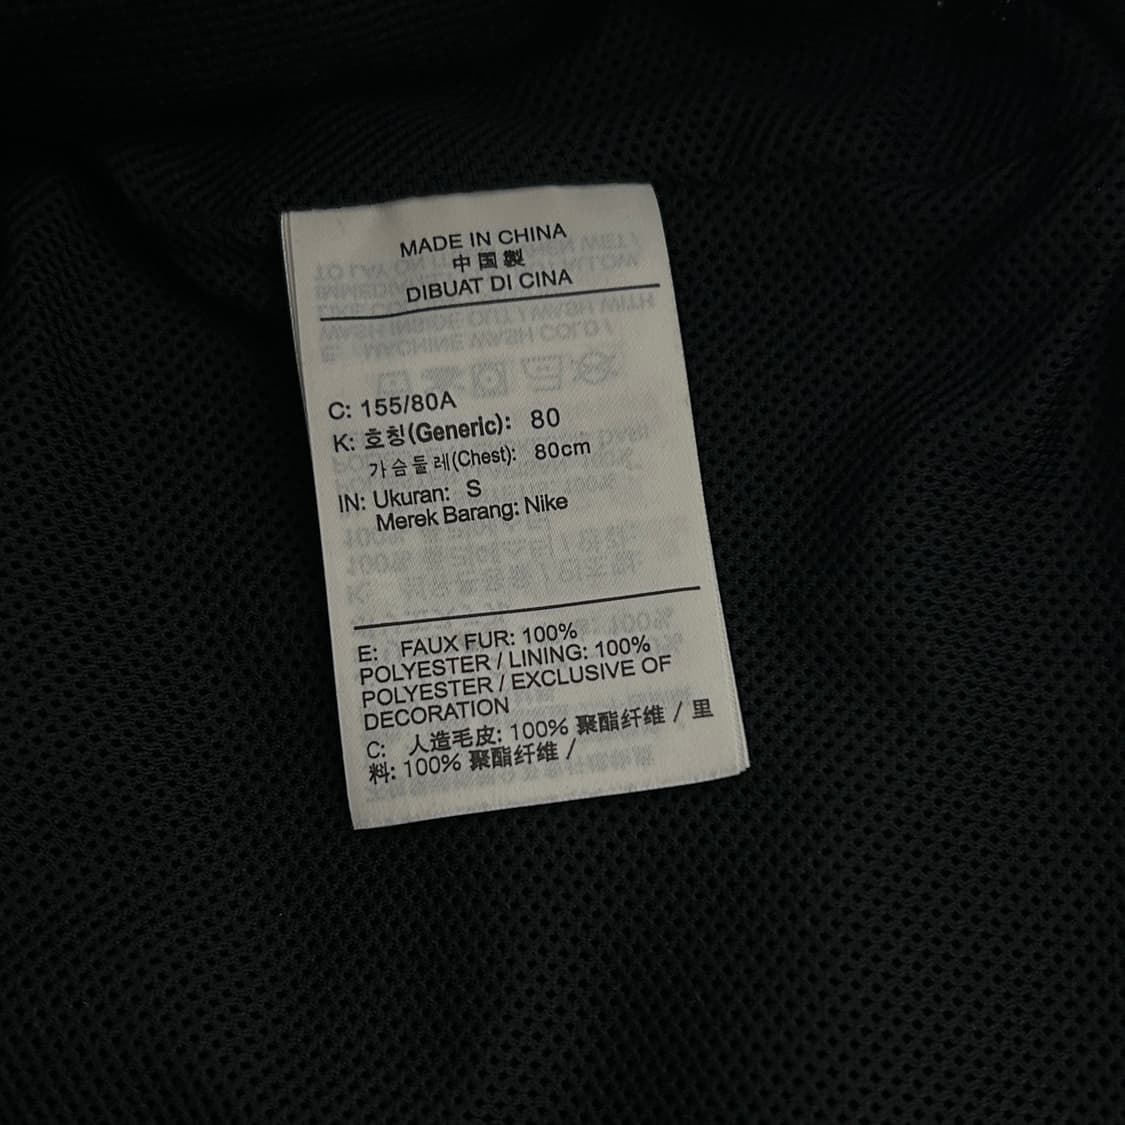 MADE IN CHINA
中国製
DIBUAT DI CINA
C: 155/80A
K: 호칭(Generic): 80
가슴둘레(Chest): 80cm
IN: Ukuran: S
Merek Barang: Nike
E: FAUX FUR: 100%
POLYESTER / LINING: 100%
POLYESTER / EXCLUSIVE OF
DECORATION
C: 人造毛皮: 100% 聚酯纤维 / 里
料: 100% 聚酯纤维 /